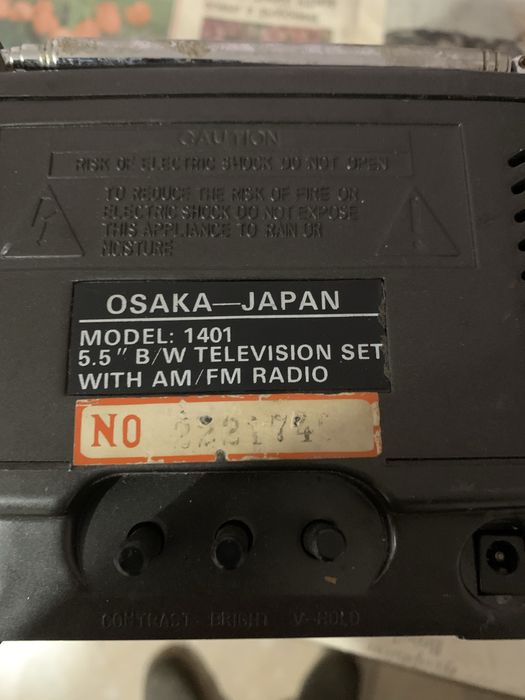 CAUTION
RISK OF ELECTRIC SHOCK DO NOT OPEN
TO REDUCE THE RISK OF FIRE OR
ELECTRIC SHOCK DO NOT EXPOSE
THIS APPLIANCE TO RAIN OR
MOISTURE
OSAKA—JAPAN
MODEL: 1401
5.5" B/W TELEVISION SET
WITH AM/FM RADIO
NO
CONTRAST BRIGHT V-HOLD